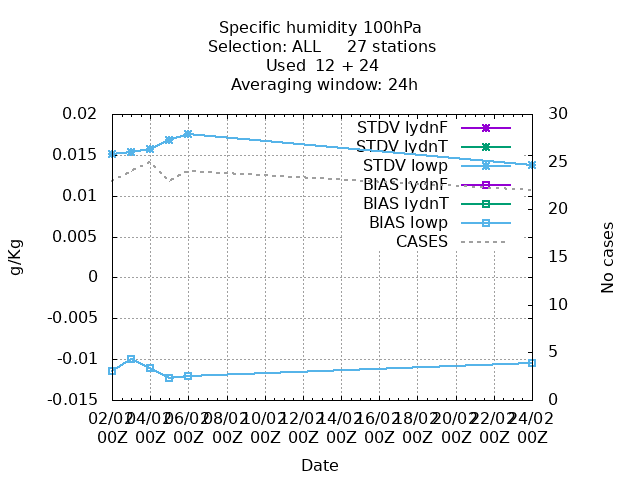 Specific humidity 100hPa
Selection: ALL     27 stations
Used  12 + 24
Averaging window: 24h
0.02
0.015
0.01
0.005
0
-0.005
-0.01
-0.015
g/Kg
STDV lydnF
STDV lydnT
STDV lowp
BIAS lydnF
BIAS lydnT
BIAS lowp
CASES
30
25
20
15
10
5
0
No cases
02/02 04/02 06/02 08/02 10/02 12/02 14/02 16/02 18/02 20/02 22/02 24/02
00Z 00Z 00Z 00Z 00Z 00Z 00Z 00Z 00Z 00Z 00Z 00Z
Date